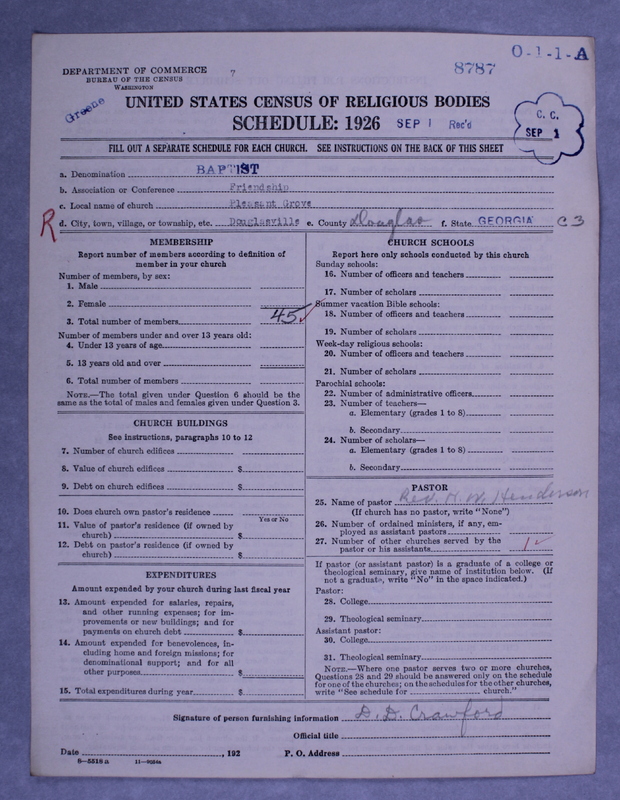 DEPARTMENT OF COMMERCE
BUREAU OF THE CENSUS
WASHINGTON
?
8787
O-1-1-A
Greene
UNITED STATES CENSUS OF RELIGIOUS BODIES
SCHEDULE: 1926
SEP 1 Rec'd
C. C.
SEP 1
FILL OUT A SEPARATE SCHEDULE FOR EACH CHURCH. SEE INSTRUCTIONS ON THE BACK OF THIS SHEET
a. Denomination BAPTIST
b. Association or Conference Friendship
c. Local name of church Pleasant Grove
R d. City, town, village, or township, etc. Douglasville e. County Douglas f. State GEORGIA C 3
MEMBERSHIP
Report number of members according to definition of
member in your church
Number of members, by sex:
1. Male
2. Female
3. Total number of members 45 ✓
Number of members under and over 13 years old:
4. Under 13 years of age
5. 13 years old and over
6. Total number of members
NOTE.—The total given under Question 6 should be the
same as the total of males and females given under Question 3.
CHURCH BUILDINGS
See instructions, paragraphs 10 to 12
7. Number of church edifices
8. Value of church edifices $
9. Debt on church edifices $
10. Does church own pastor's residence
Yes or No
11. Value of pastor's residence (if owned by
church) $
12. Debt on pastor's residence (if owned by
church) $
EXPENDITURES
Amount expended by your church during last fiscal year
13. Amount expended for salaries, repairs,
and other running expenses; for im-
provements or new buildings; and for
payments on church debt $
14. Amount expended for benevolences, in-
cluding home and foreign missions; for
denominational support; and for all
other purposes $
15. Total expenditures during year $
CHURCH SCHOOLS
Report here only schools conducted by this church
Sunday schools:
16. Number of officers and teachers
17. Number of scholars
Summer vacation Bible schools:
18. Number of officers and teachers
19. Number of scholars
Week-day religious schools:
20. Number of officers and teachers
21. Number of scholars
Parochial schools:
22. Number of administrative officers
23. Number of teachers—
a. Elementary (grades 1 to 8)
b. Secondary
24. Number of scholars—
a. Elementary (grades 1 to 8)
b. Secondary
PASTOR
25. Name of pastor Rev. H. W. Henderson
(If church has no pastor, write "None")
26. Number of ordained ministers, if any, em-
ployed as assistant pastors
27. Number of other churches served by the
pastor or his assistants 1 ✓
If pastor (or assistant pastor) is a graduate of a college or
theological seminary, give name of institution below. (If
not a graduate, write "No" in the space indicated.)
Pastor:
28. College
29. Theological seminary
Assistant pastor:
30. College
31. Theological seminary
NOTE.—Where one pastor serves two or more churches,
Questions 28 and 29 should be answered only on the schedule
for one of the churches; on the schedules for the other churches,
write "See schedule for church."
Signature of person furnishing information D. D. Crawford
Official title
Date , 192 P. O. Address
8—5518 a 11—9054a